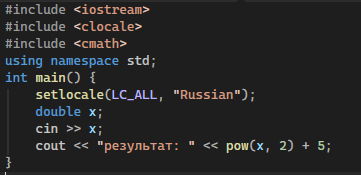 #include <iostream>
#include <clocale>
#include <cmath>
using namespace std;
int main() {
    setlocale(LC_ALL, "Russian");
    double x;
    cin >> x;
    cout << "результат: " << pow(x, 2) + 5;
}